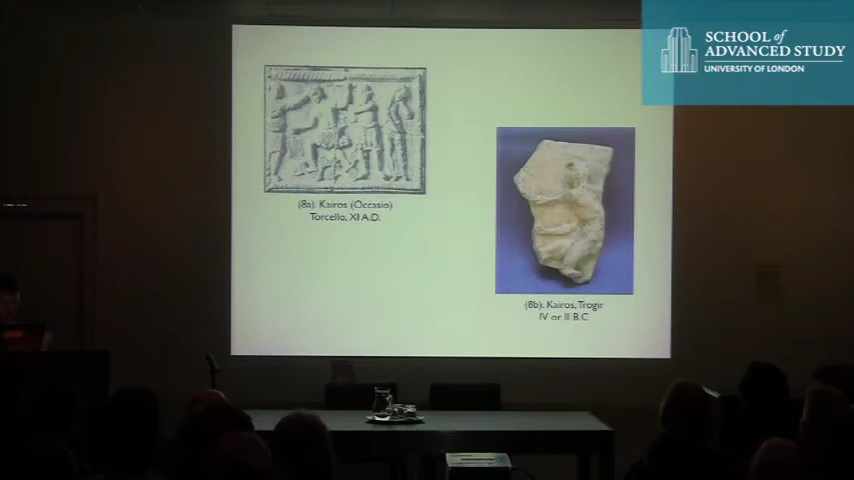 SCHOOL of
ADVANCED STUDY
UNIVERSITY OF LONDON
(8a). Kairos (Occasio)
Torcello, XI A.D.
(8b). Kairos, Trogir
IV or II B.C